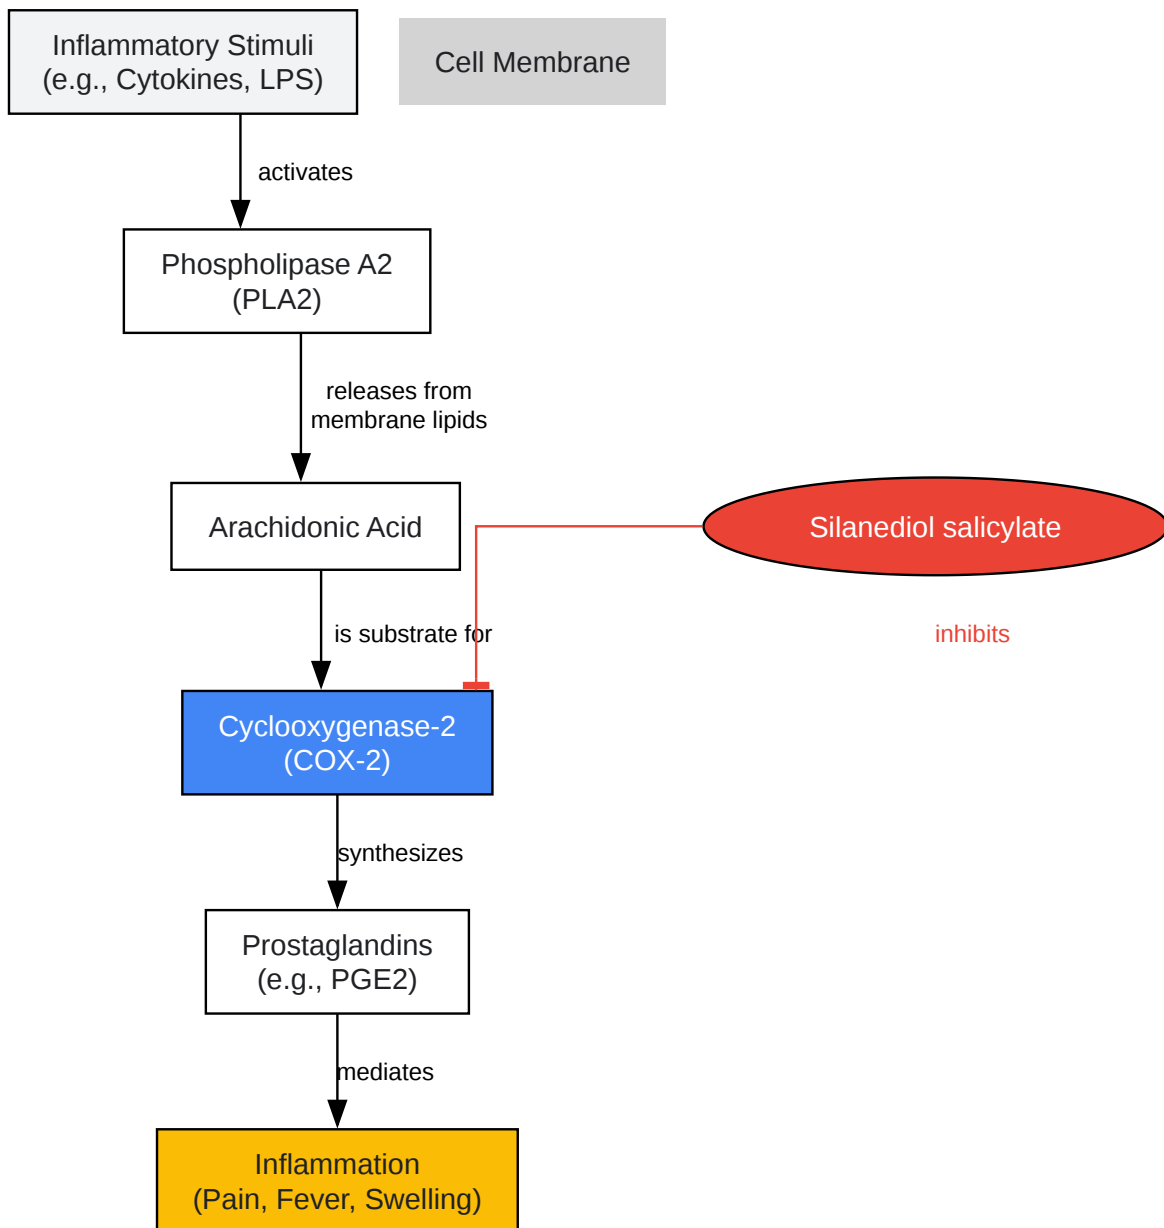 Inflammatory Stimuli
(e.g., Cytokines, LPS)
Cell Membrane
activates
Phospholipase A2
(PLA2)
releases from
membrane lipids
Arachidonic Acid
Silanediol salicylate
is substrate for
inhibits
Cyclooxygenase-2
(COX-2)
synthesizes
Prostaglandins
(e.g., PGE2)
mediates
Inflammation
(Pain, Fever, Swelling)